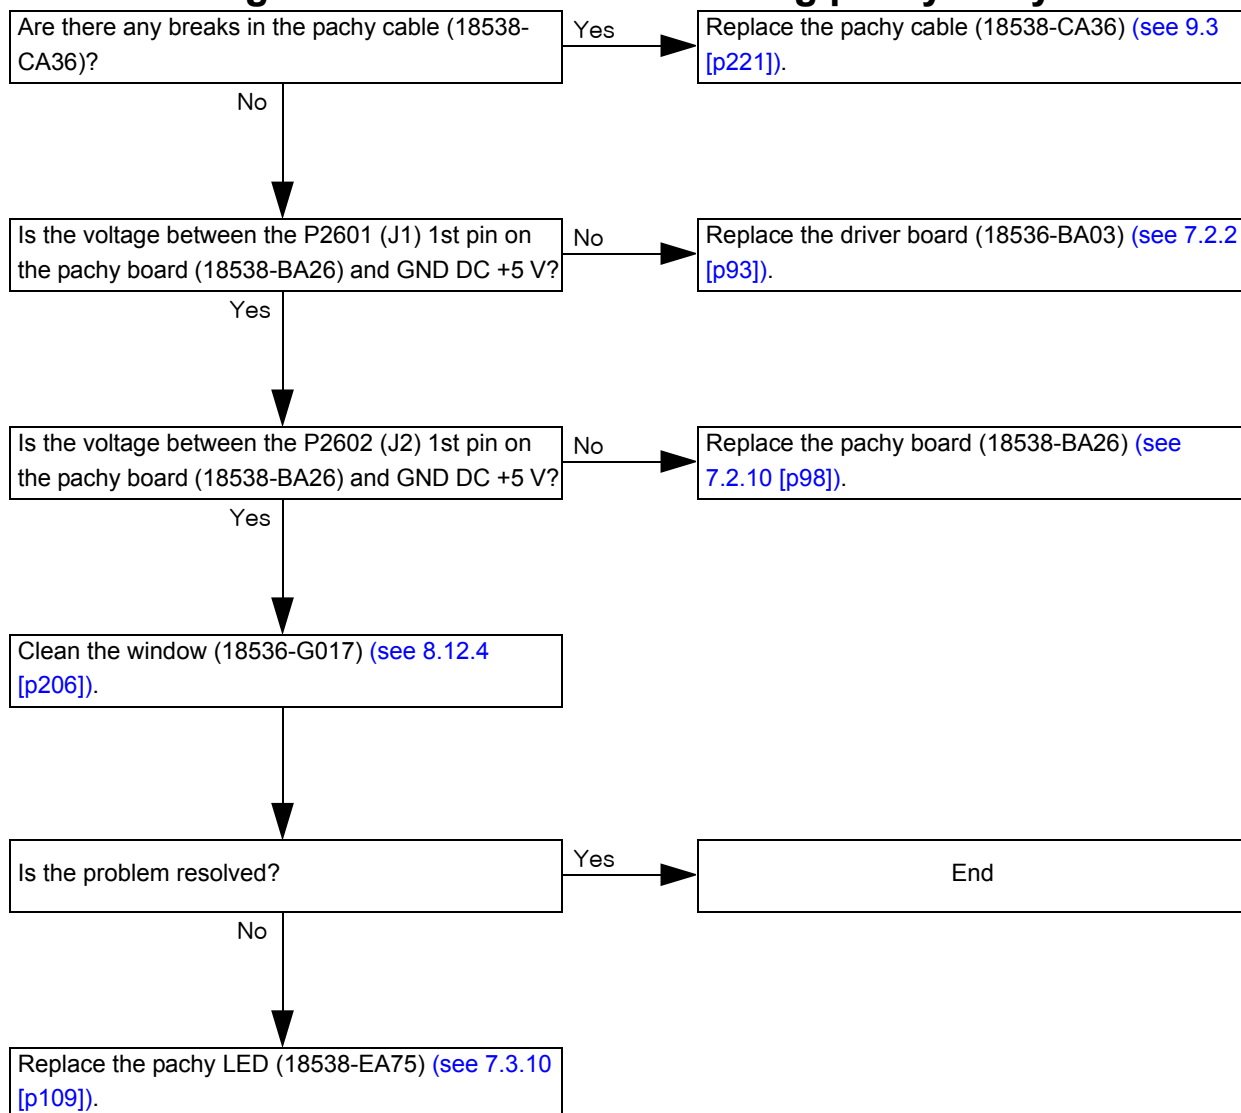 Are there any breaks in the pachy cable (18538-
CA36)?
Yes
Replace the pachy cable (18538-CA36) (see 9.3
[p221]).
No
Is the voltage between the P2601 (J1) 1st pin on
the pachy board (18538-BA26) and GND DC +5 V?
No
Replace the driver board (18536-BA03) (see 7.2.2
[p93]).
Yes
Is the voltage between the P2602 (J2) 1st pin on
the pachy board (18538-BA26) and GND DC +5 V?
No
Replace the pachy board (18538-BA26) (see
7.2.10 [p98]).
Yes
Clean the window (18536-G017) (see 8.12.4
[p206]).
Is the problem resolved?
Yes
End
No
Replace the pachy LED (18538-EA75) (see 7.3.10
[p109]).